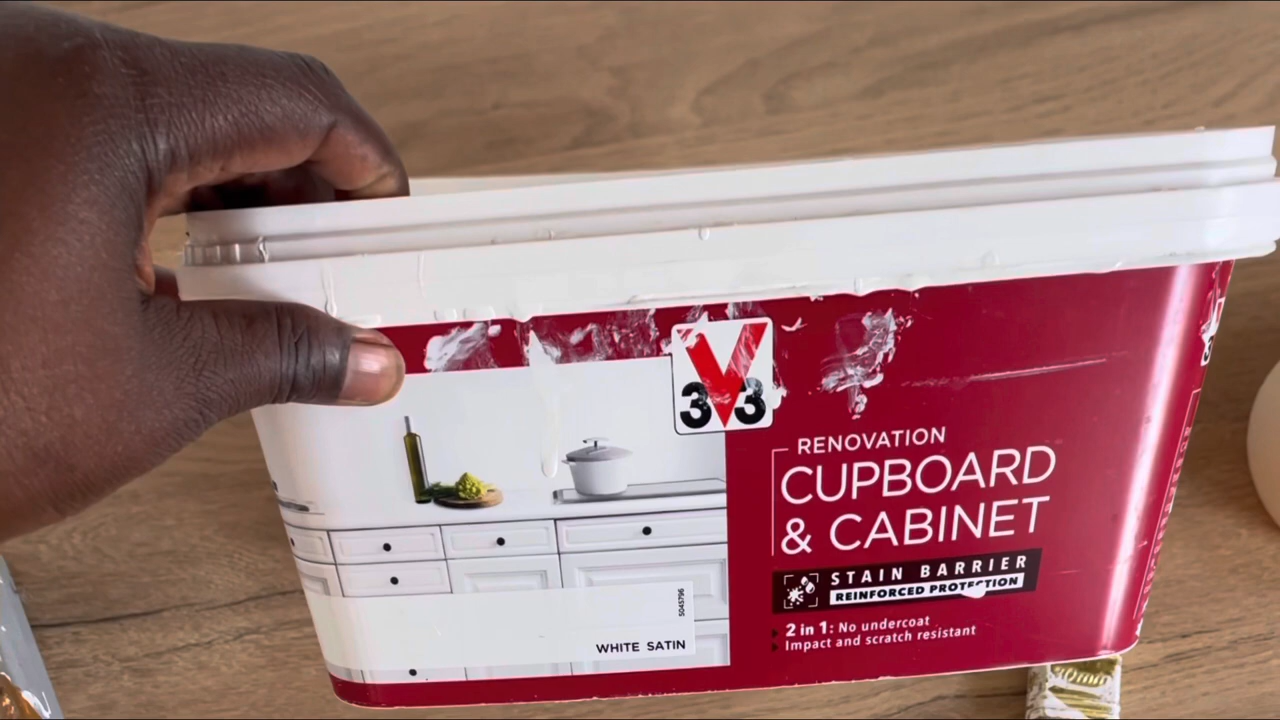 3V3
RENOVATION
CUPBOARD
& CABINET
STAIN BARRIER
REINFORCED PROTECTION
2 in 1: No undercoat
Impact and scratch resistant
5045796
WHITE SATIN